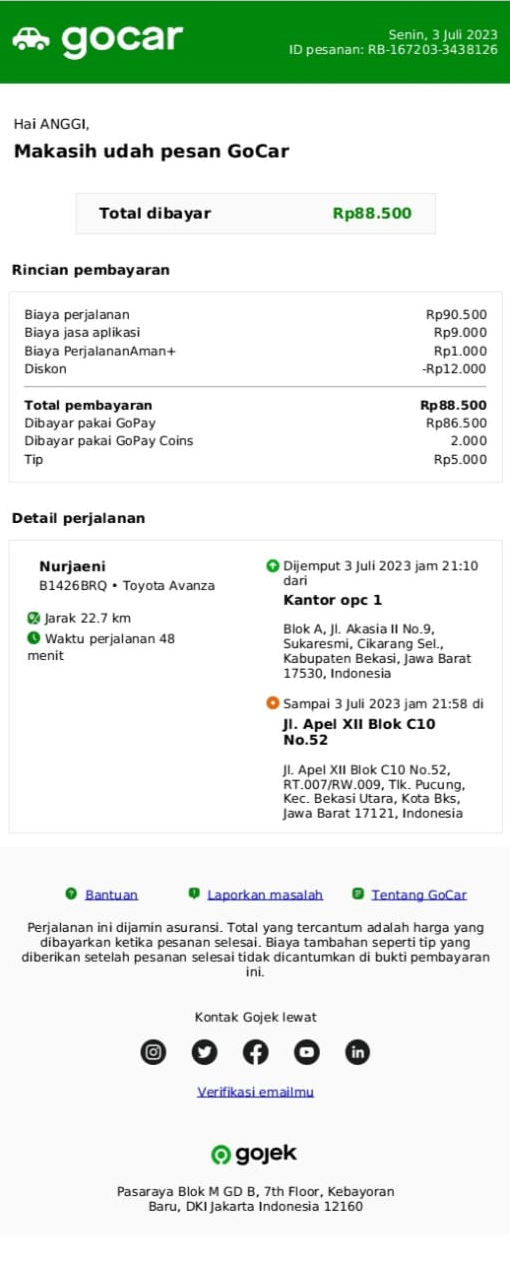 gocar
Senin, 3 Juli 2023
ID pesanan: RB-167203-3438126
Hai ANGGI,
Makasih udah pesan GoCar
Total dibayar Rp88.500
Rincian pembayaran
Biaya perjalanan Rp90.500
Biaya jasa aplikasi Rp9.000
Biaya PerjalananAman+ Rp1.000
Diskon -Rp12.000
Total pembayaran Rp88.500
Dibayar pakai GoPay Rp86.500
Dibayar pakai GoPay Coins 2.000
Tip Rp5.000
Detail perjalanan
Nurjaeni
B1426BRQ • Toyota Avanza
Jarak 22.7 km
Waktu perjalanan 48
menit
Dijemput 3 Juli 2023 jam 21:10
dari
Kantor opc 1
Blok A, Jl. Akasia II No.9,
Sukaresmi, Cikarang Sel.,
Kabupaten Bekasi, Jawa Barat
17530, Indonesia
Sampai 3 Juli 2023 jam 21:58 di
Jl. Apel XII Blok C10
No.52
Jl. Apel XII Blok C10 No.52,
RT.007/RW.009, Tlk. Pucung,
Kec. Bekasi Utara, Kota Bks,
Jawa Barat 17121, Indonesia
Bantuan Laporkan masalah Tentang GoCar
Perjalanan ini dijamin asuransi. Total yang tercantum adalah harga yang
dibayarkan ketika pesanan selesai. Biaya tambahan seperti tip yang
diberikan setelah pesanan selesai tidak dicantumkan di bukti pembayaran
ini.
Kontak Gojek lewat
Verifikasi emailmu
gojek
Pasaraya Blok M GD B, 7th Floor, Kebayoran
Baru, DKI Jakarta Indonesia 12160